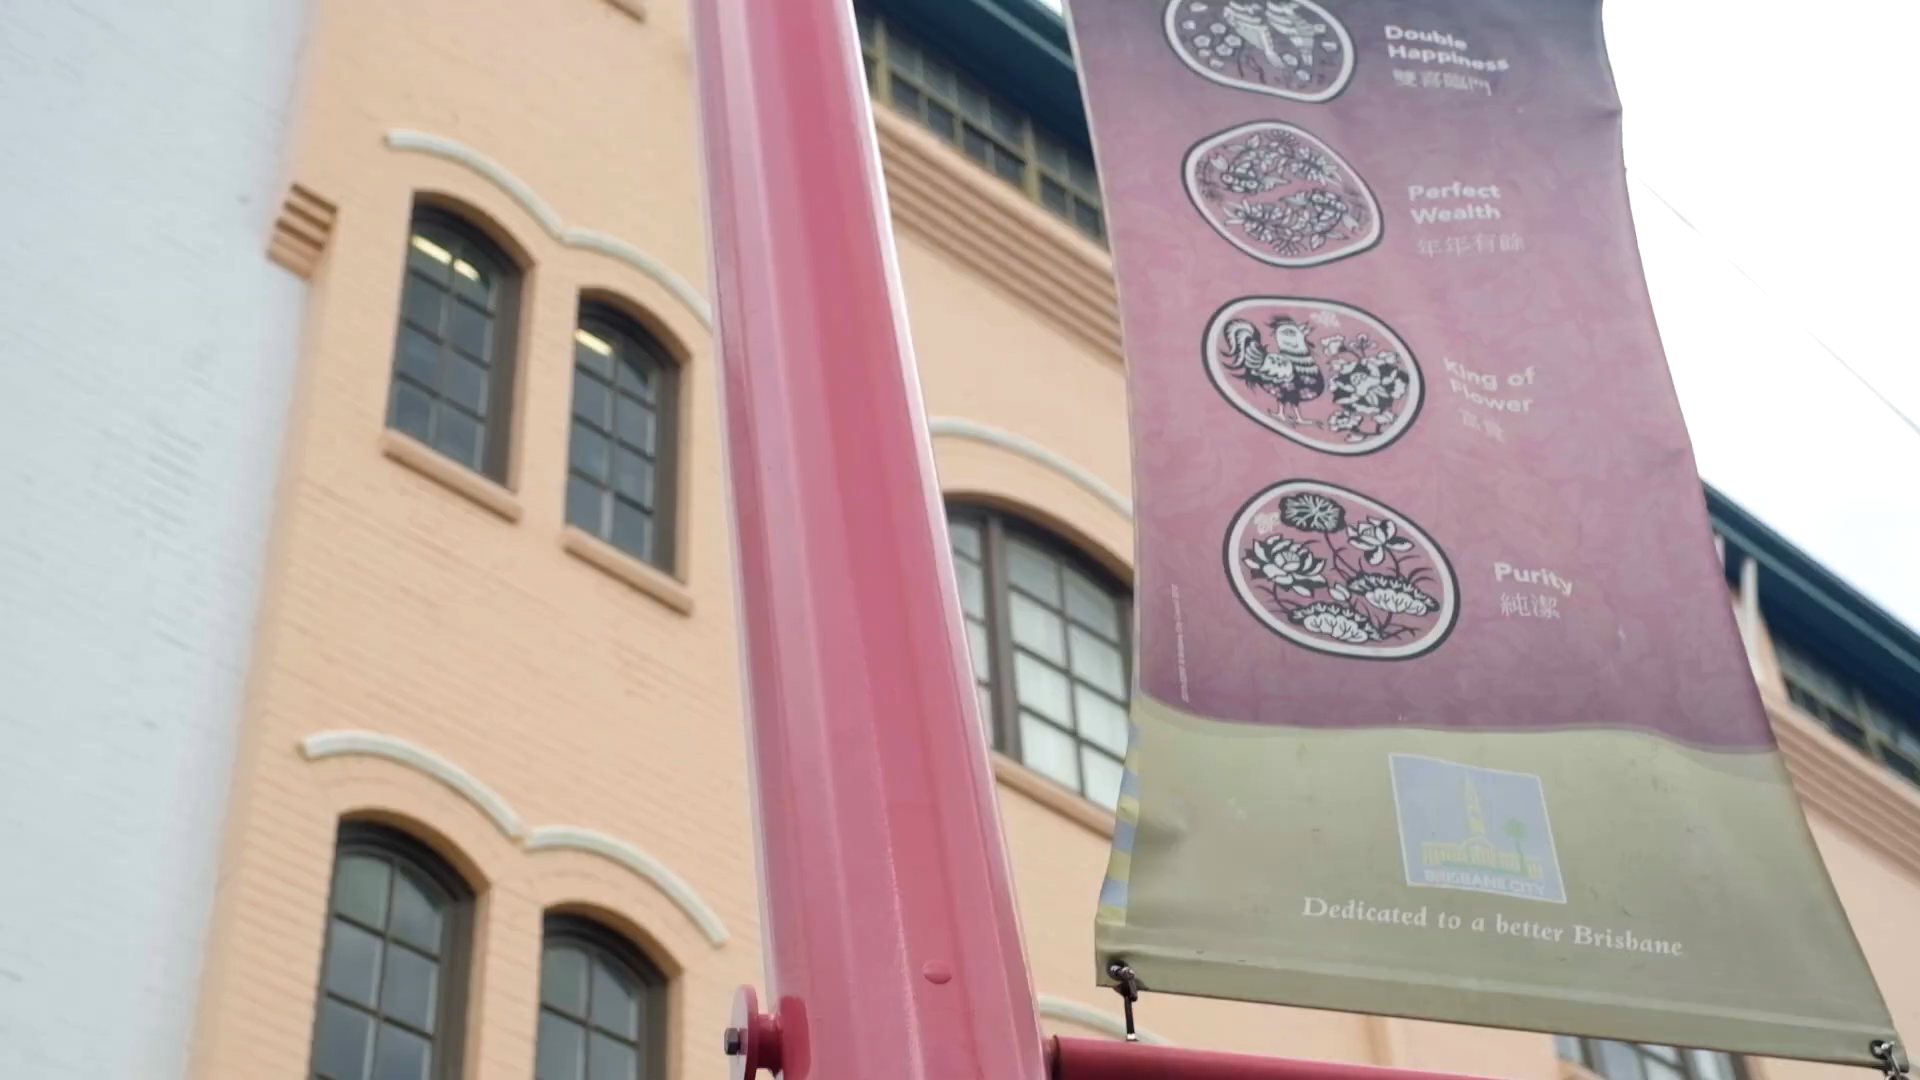 Double
Happiness
雙喜臨門
Perfect
Wealth
年年有餘
King of
Flower
富貴
Purity
純潔
BRISBANE CITY
Dedicated to a better Brisbane